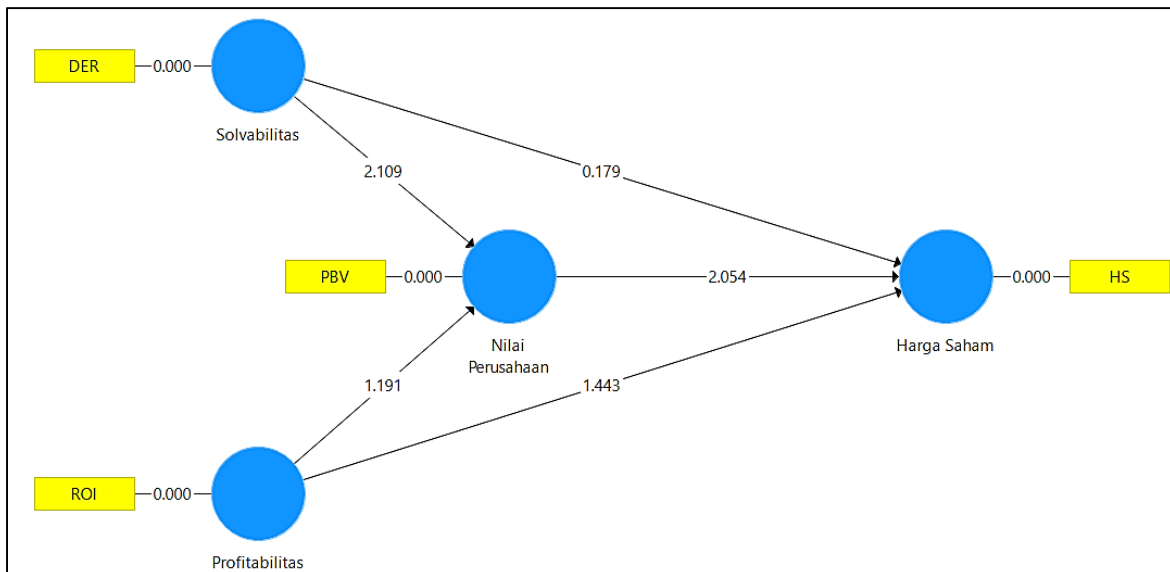 DER
0.000
Solvabilitas
2.109
0.179
PBV
0.000
2.054
0.000
HS
Nilai
Perusahaan
Harga Saham
1.191
1.443
ROI
0.000
Profitabilitas